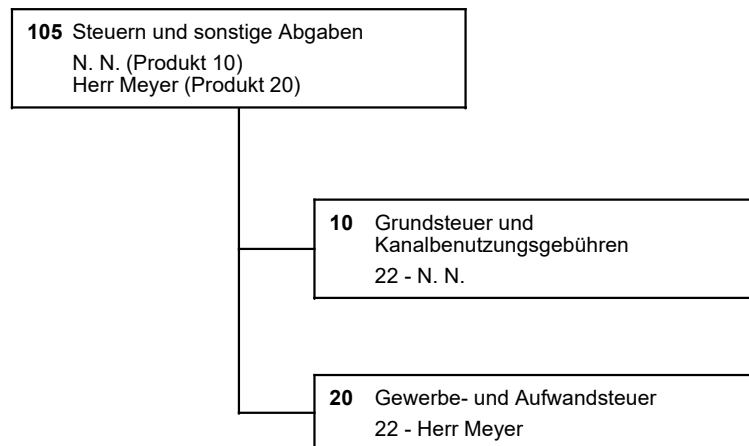 105 Steuern und sonstige Abgaben
N. N. (Produkt 10)
Herr Meyer (Produkt 20)
10 Grundsteuer und
Kanalbenutzungsgebühren
22 - N. N.
20 Gewerbe- und Aufwandsteuer
22 - Herr Meyer